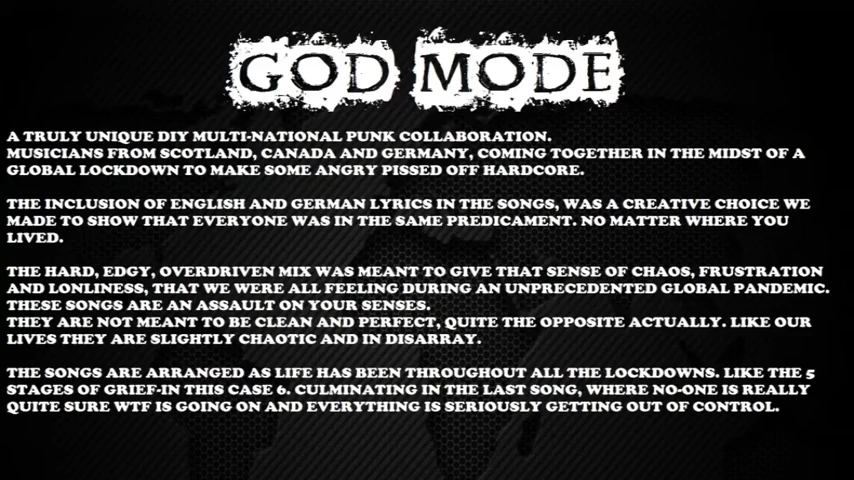 GOD MODE
A TRULY UNIQUE DIY MULTI-NATIONAL PUNK COLLABORATION.
MUSICIANS FROM SCOTLAND, CANADA AND GERMANY, COMING TOGETHER IN THE MIDST OF A
GLOBAL LOCKDOWN TO MAKE SOME ANGRY PISSED OFF HARDCORE.
THE INCLUSION OF ENGLISH AND GERMAN LYRICS IN THE SONGS, WAS A CREATIVE CHOICE WE
MADE TO SHOW THAT EVERYONE WAS IN THE SAME PREDICAMENT. NO MATTER WHERE YOU
LIVED.
THE HARD, EDGY, OVERDRIVEN MIX WAS MEANT TO GIVE THAT SENSE OF CHAOS, FRUSTRATION
AND LONLINESS, THAT WE WERE ALL FEELING DURING AN UNPRECEDENTED GLOBAL PANDEMIC.
THESE SONGS ARE AN ASSAULT ON YOUR SENSES.
THEY ARE NOT MEANT TO BE CLEAN AND PERFECT, QUITE THE OPPOSITE ACTUALLY. LIKE OUR
LIVES THEY ARE SLIGHTLY CHAOTIC AND IN DISARRAY.
THE SONGS ARE ARRANGED AS LIFE HAS BEEN THROUGHOUT ALL THE LOCKDOWNS. LIKE THE 5
STAGES OF GRIEF-IN THIS CASE 6. CULMINATING IN THE LAST SONG, WHERE NO-ONE IS REALLY
QUITE SURE WTF IS GOING ON AND EVERYTHING IS SERIOUSLY GETTING OUT OF CONTROL.